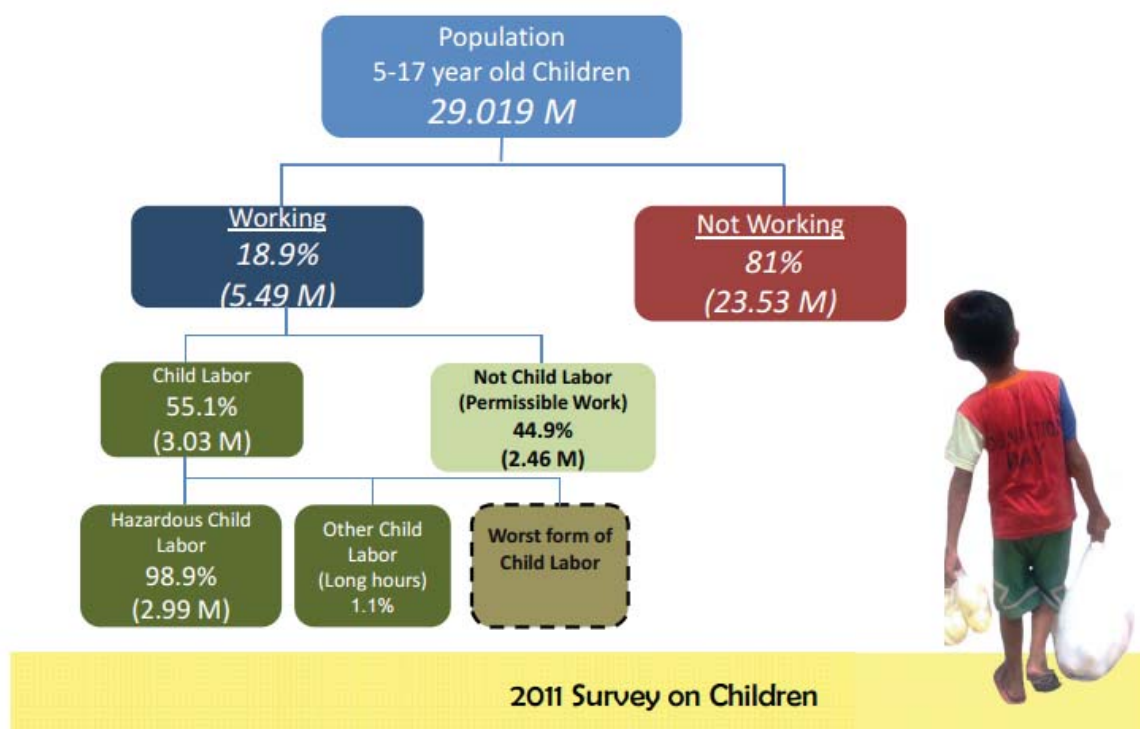 Population
5-17 year old Children
29.019 M
Working
18.9%
(5.49 M)
Not Working
81%
(23.53 M)
Child Labor
55.1%
(3.03 M)
Not Child Labor
(Permissible Work)
44.9%
(2.46 M)
Hazardous Child
Labor
98.9%
(2.99 M)
Other Child
Labor
(Long hours)
1.1%
Worst form of
Child Labor
2011 Survey on Children